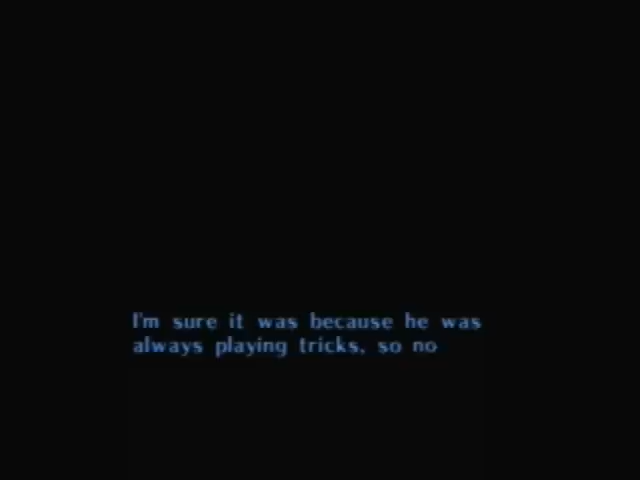 I'm sure it was because he was
always playing tricks, so no